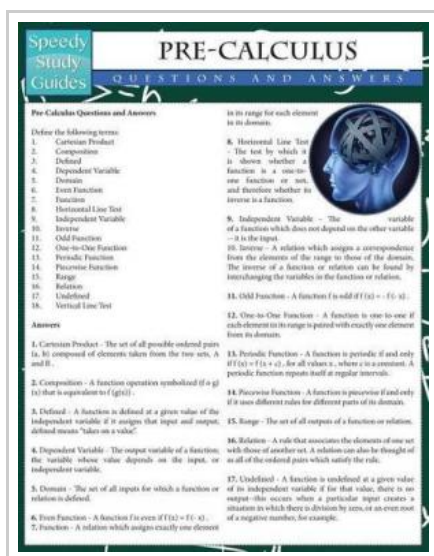 Speedy
Study
Guides
PRE-CALCULUS
QUESTIONS AND ANSWERS
Pre-Calculus Questions and Answers
Define the following terms:
1. Cartesian Product
2. Composition
3. Defined
4. Dependent Variable
5. Domain
6. Even Function
7. Function
8. Horizontal Line Test
9. Independent Variable
10. Inverse
11. Odd Function
12. One-to-One Function
13. Periodic Function
14. Piecewise Function
15. Range
16. Relation
17. Undefined
18. Vertical Line Test
Answers
1. Cartesian Product - The set of all possible ordered pairs
(a, b) composed of elements taken from the two sets, A
and B .
2. Composition - A function operation symbolized (f o g)
(x) that is equivalent to f (g(x)) .
3. Defined - A function is defined at a given value of the
independent variable if it assigns that input and output;
defined means "takes on a value".
4. Dependent Variable - The output variable of a function;
the variable whose value depends on the input, or
independent variable.
5. Domain - The set of all inputs for which a function or
relation is defined.
6. Even Function - A function f is even if f (x) = f (- x) .
7. Function - A relation which assigns exactly one element
in its range for each element
in its domain.
8. Horizontal Line Test
- The test by which it
is shown whether a
function is a one-to-
one function or not,
and therefore whether its
inverse is a function.
9. Independent Variable - The variable
of a function which does not depend on the other variable
-- it is the input.
10. Inverse - A relation which assigns a correspondence
from the elements of the range to those of the domain.
The inverse of a function or relation can be found by
interchanging the variables in the function or relation.
11. Odd Function - A function f is odd if f (x) = - f (- x) .
12. One-to-One Function - A function is one-to-one if
each element in its range is paired with exactly one element
from its domain.
13. Periodic Function - A function is periodic if and only
if f (x) = f (x + c) , for all values x , where c is a constant. A
periodic function repeats itself at regular intervals.
14. Piecewise Function - A function is piecewise if and only
if it uses different rules for different parts of its domain.
15. Range - The set of all outputs of a function or relation.
16. Relation - A rule that associates the elements of one set
with those of another set. A relation can also be thought of
as all of the ordered pairs which satisfy the rule.
17. Undefined - A function is undefined at a given value
of its independent variable if for that value, there is no
output--this occurs when a particular input creates a
situation in which there is division by zero, or an even root
of a negative number, for example.